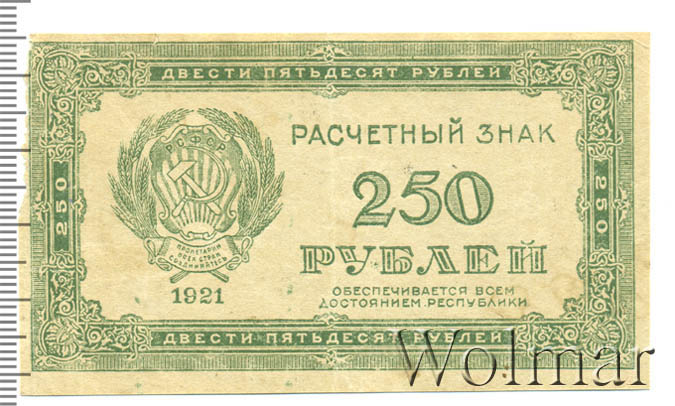 ДВЕСТИ ПЯТЬДЕСЯТ РУБЛЕЙ
РСФСР
РАСЧЕТНЫЙ ЗНАК
250
250
250
РУБЛЕЙ
ПРОЛЕТАРИИ
ВСЕХ СТРАН
СОЕДИНЯЙТЕСЬ
1921
ОБЕСПЕЧИВАЕТСЯ ВСЕМ
ДОСТОЯНИЕМ РЕСПУБЛИКИ
ДВЕСТИ ПЯТЬДЕСЯТ РУБЛЕЙ
Wolmar